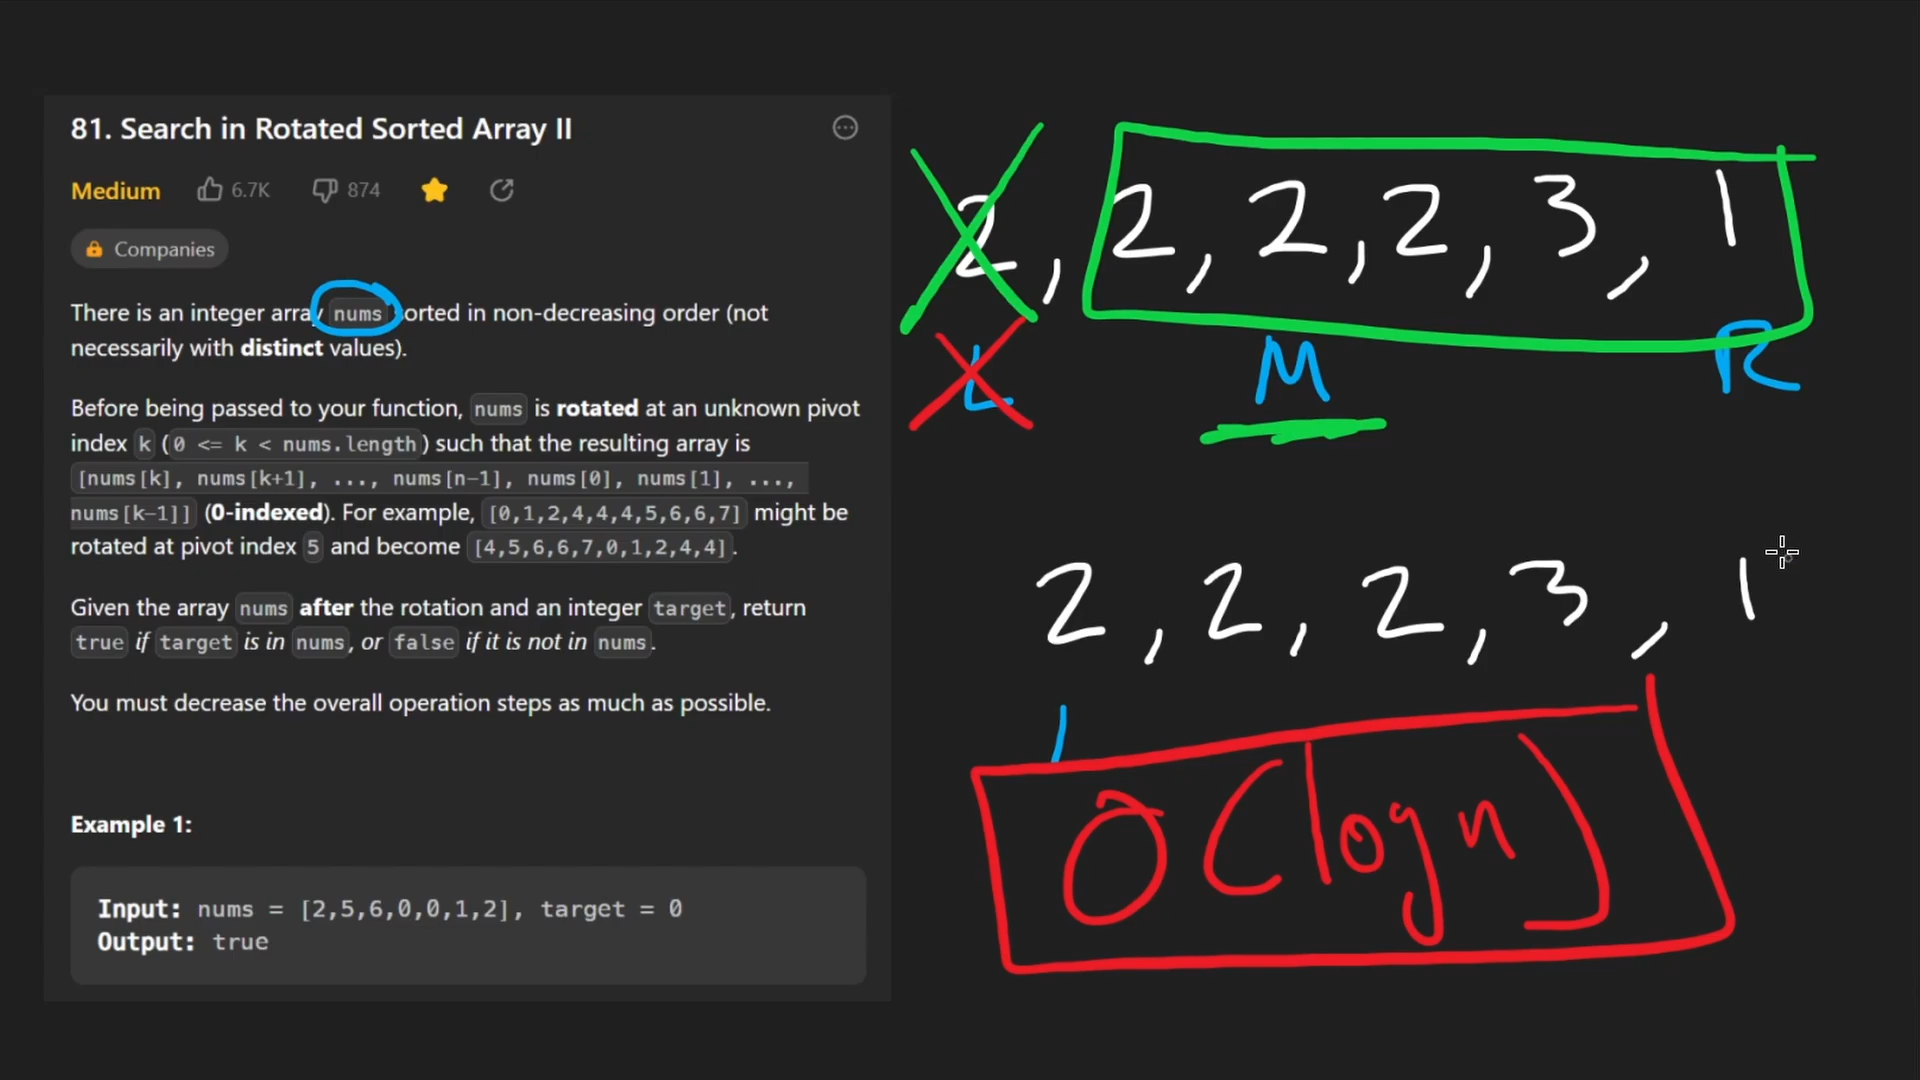 81. Search in Rotated Sorted Array II
Medium 6.7K 874
Companies
There is an integer array nums sorted in non-decreasing order (not
necessarily with distinct values).
Before being passed to your function, nums is rotated at an unknown pivot
index k (0 <= k < nums.length) such that the resulting array is
[nums[k], nums[k+1], ..., nums[n-1], nums[0], nums[1], ...,
nums[k-1]] (0-indexed). For example, [0,1,2,4,4,4,5,6,6,7] might be
rotated at pivot index 5 and become [4,5,6,6,7,0,1,2,4,4].
Given the array nums after the rotation and an integer target, return
true if target is in nums, or false if it is not in nums.
You must decrease the overall operation steps as much as possible.
Example 1:
Input: nums = [2,5,6,0,0,1,2], target = 0
Output: true
2, 2, 2, 2, 3, 1
L M R
2, 2, 2, 3, 1
O(log n)